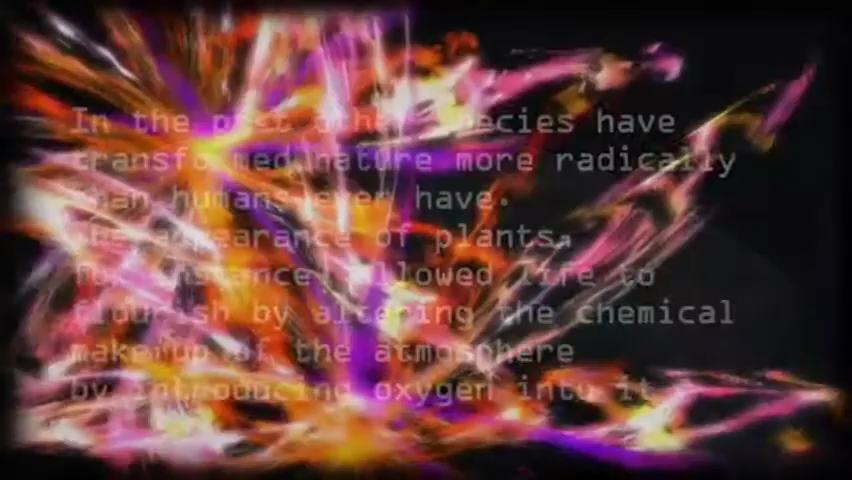 In the past other species have
transformed nature more radically
than humans ever have.
The appearance of plants,
for instance, allowed life to
flourish by altering the chemical
makeup of the atmosphere
by introducing oxygen into it